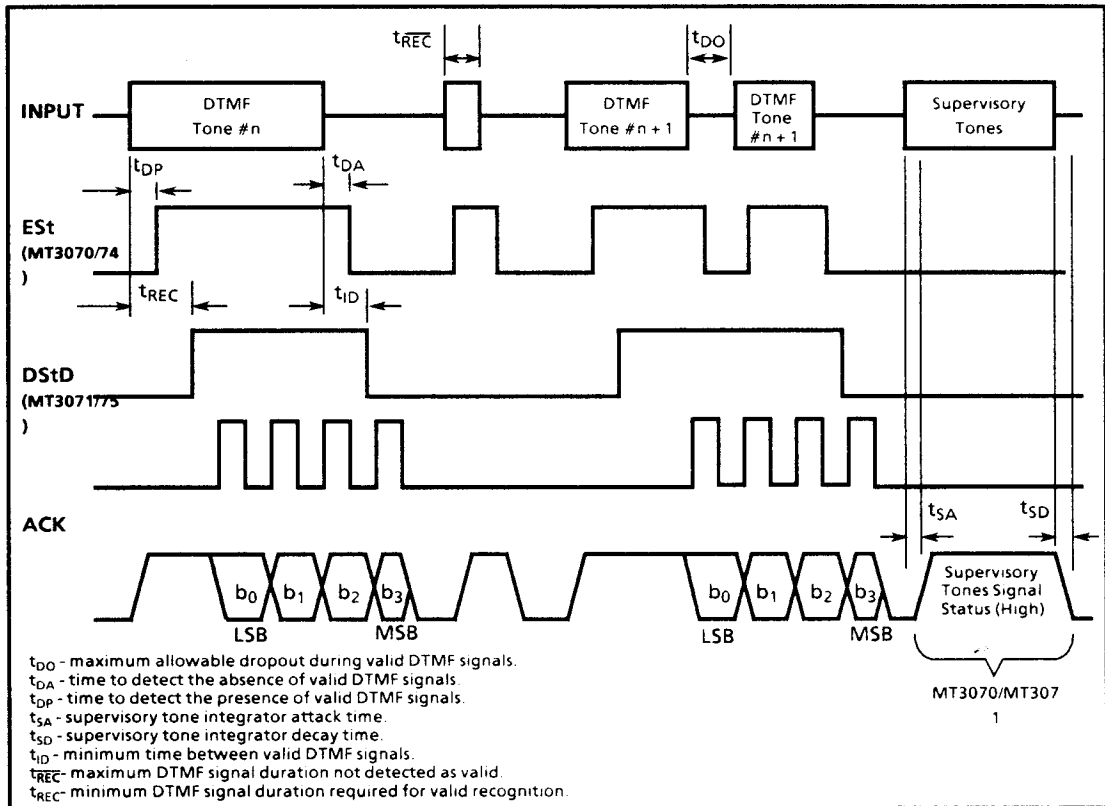 t‾REC‾
tDO
INPUT
DTMF
Tone #n
DTMF
Tone #n + 1
DTMF
Tone
#n + 1
Supervisory
Tones
tDP
tDA
ESt
(MT3070/74
)
tREC
tID
DStD
(MT3071/75
)
tSA
tSD
ACK
b0
b1
b2
b3
b0
b1
b2
b3
Supervisory
Tones Signal
Status (High)
LSB
MSB
LSB
MSB
MT3070/MT307
1
tDO - maximum allowable dropout during valid DTMF signals.
tDA - time to detect the absence of valid DTMF signals.
tDP - time to detect the presence of valid DTMF signals.
tSA - supervisory tone integrator attack time.
tSD - supervisory tone integrator decay time.
tID - minimum time between valid DTMF signals.
t‾REC‾ - maximum DTMF signal duration not detected as valid.
tREC - minimum DTMF signal duration required for valid recognition.